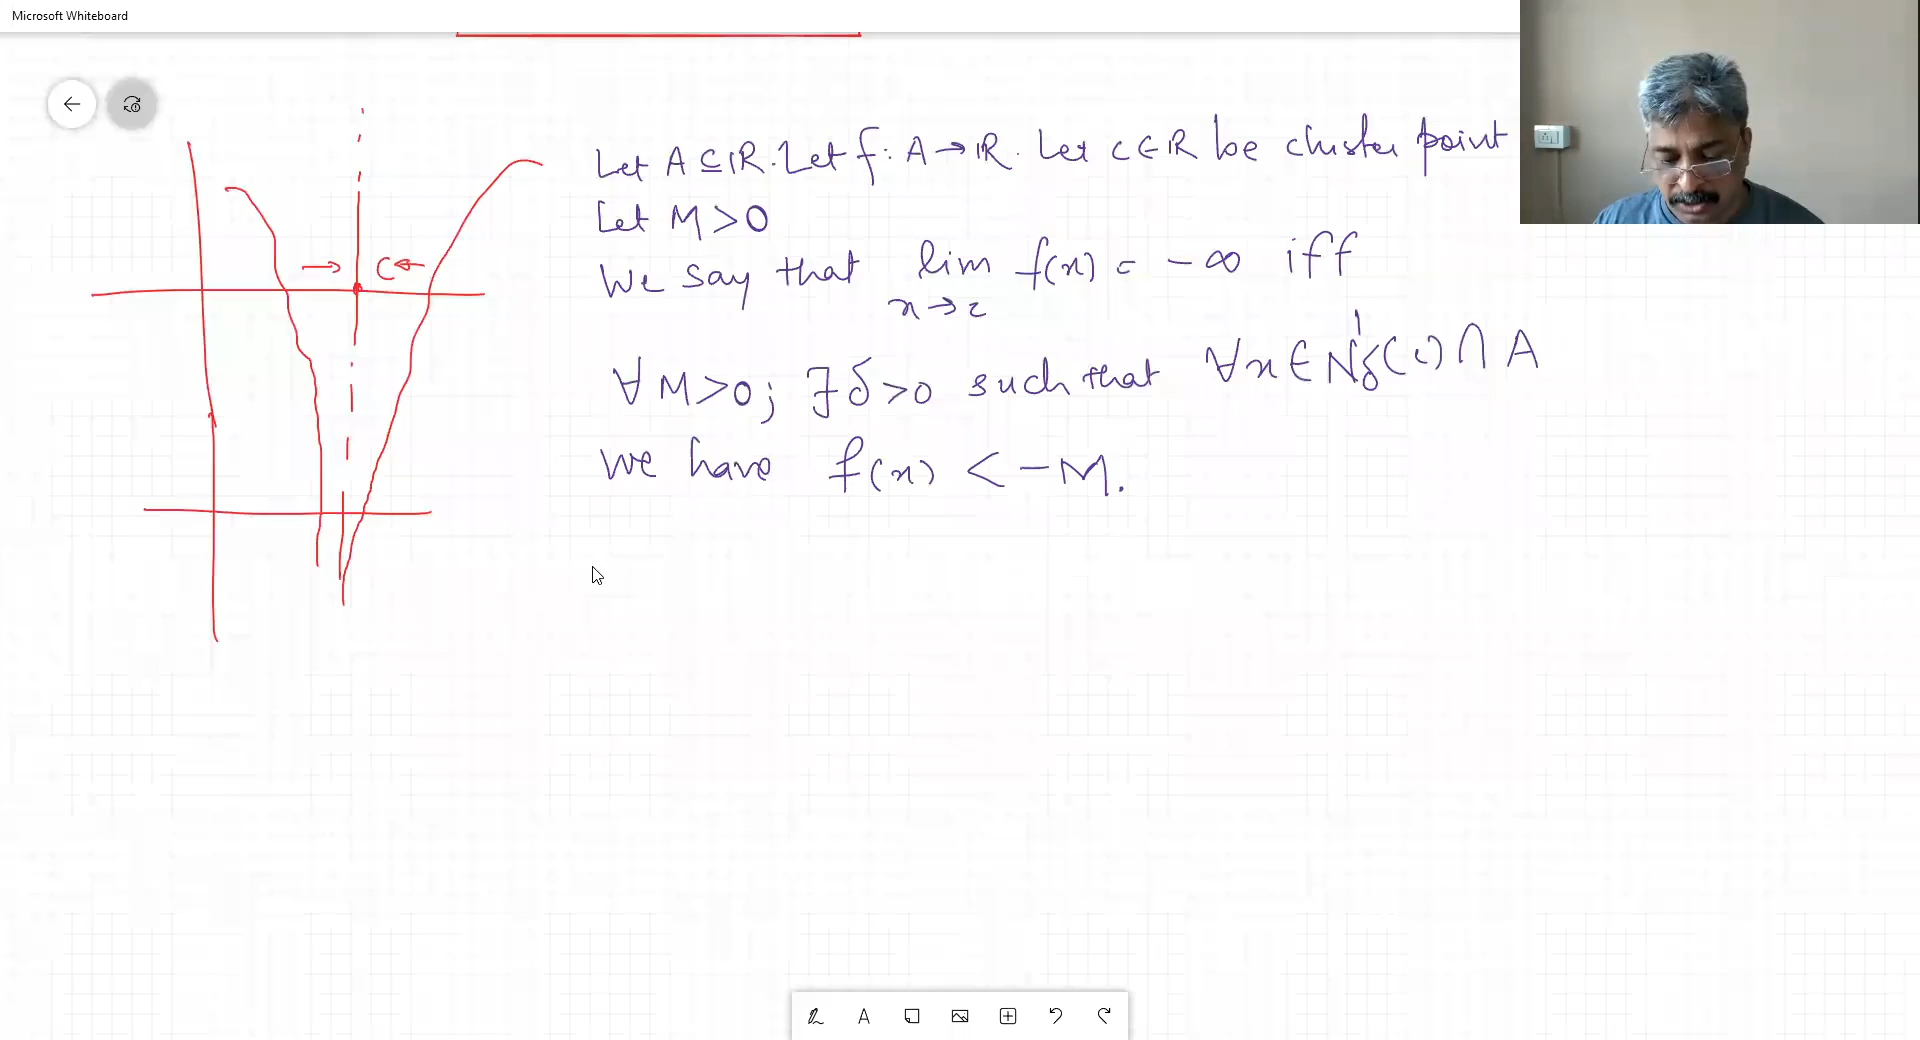 Microsoft Whiteboard
C
Let A ⊆ ℝ. Let f: A → ℝ. Let c ∈ ℝ be cluster point
Let M > 0
We say that lim f(x) = -∞ iff
x → c
∀ M > 0; ∃ δ > 0 such that ∀ x ∈ N'δ(c) ∩ A
we have f(x) < -M.
A